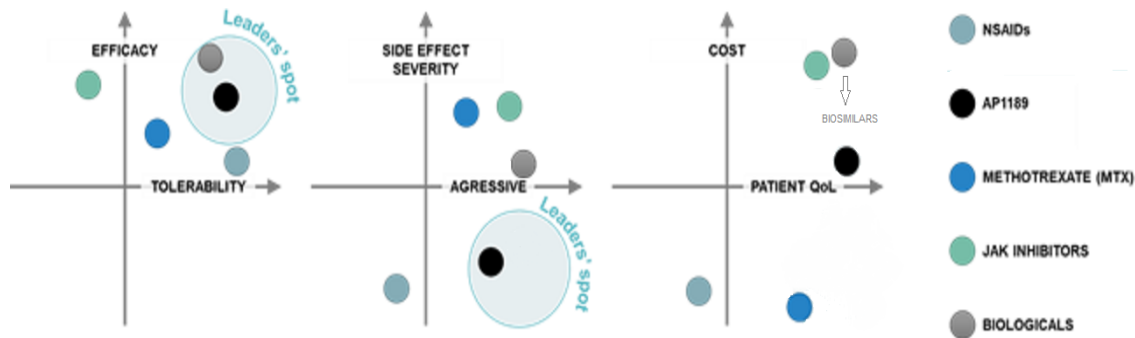 EFFICACY
Leaders' spot
TOLERABILITY
SIDE EFFECT
SEVERITY
AGRESSIVE
Leaders' spot
COST
BIOSIMILARS
PATIENT QoL
NSAIDs
AP1189
METHOTREXATE (MTX)
JAK INHIBITORS
BIOLOGICALS